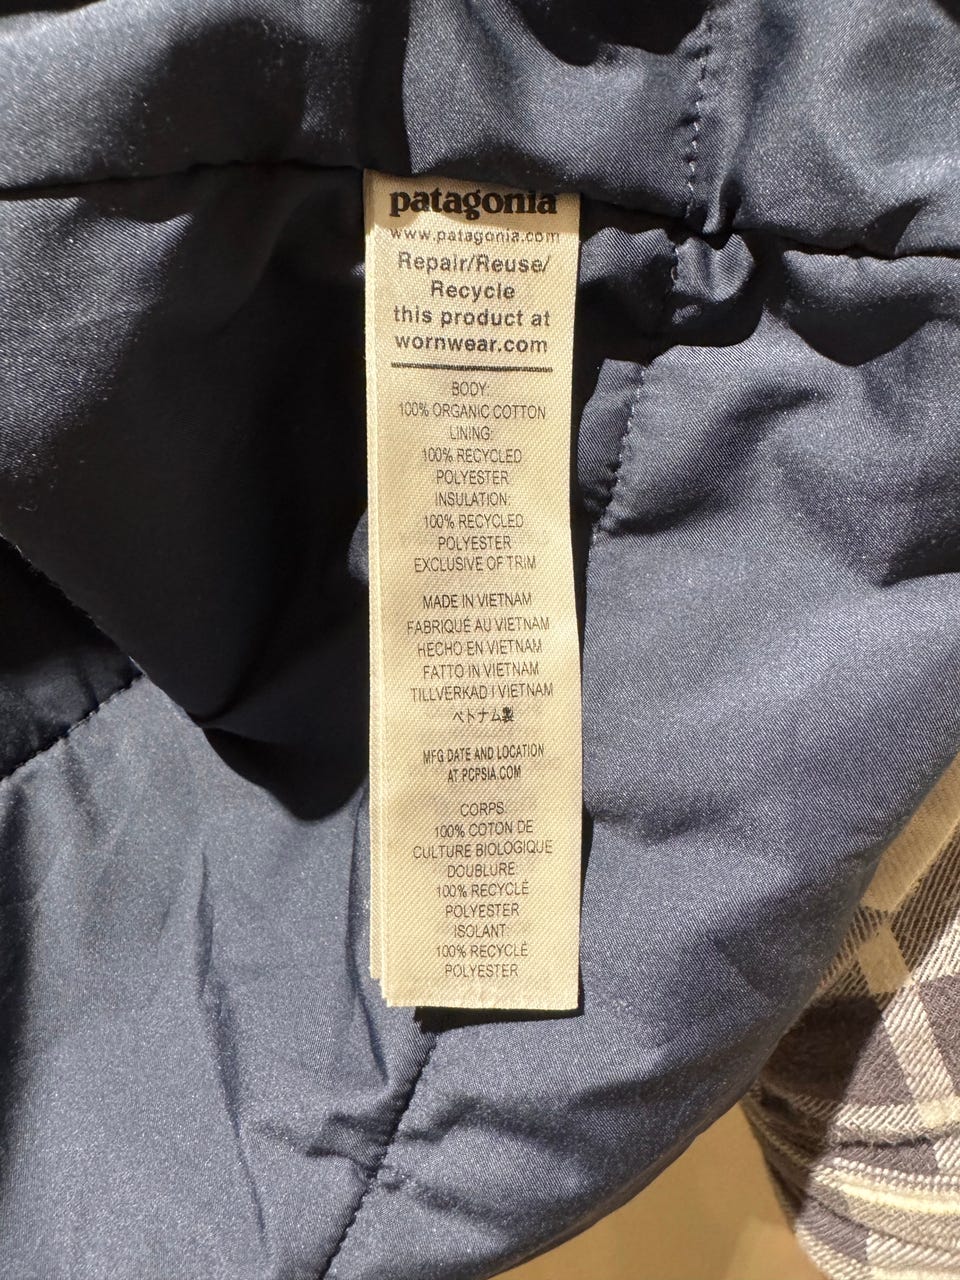 patagonia
www.patagonia.com
Repair/Reuse/
Recycle
this product at
wornwear.com
BODY:
100% ORGANIC COTTON
LINING:
100% RECYCLED
POLYESTER
INSULATION:
100% RECYCLED
POLYESTER
EXCLUSIVE OF TRIM
MADE IN VIETNAM
FABRIQUÉ AU VIETNAM
HECHO EN VIETNAM
FATTO IN VIETNAM
TILLVERKAD I VIETNAM
ベトナム製
MFG DATE AND LOCATION
AT PCPSIA.COM
CORPS:
100% COTON DE
CULTURE BIOLOGIQUE
DOUBLURE:
100% RECYCLÉ
POLYESTER
ISOLANT:
100% RECYCLÉ
POLYESTER